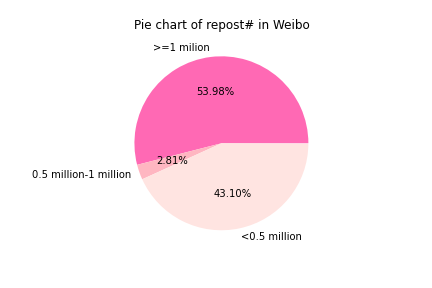 Pie chart of repost# in Weibo
>=1 milion
53.98%
2.81%
0.5 million-1 million
43.10%
<0.5 million